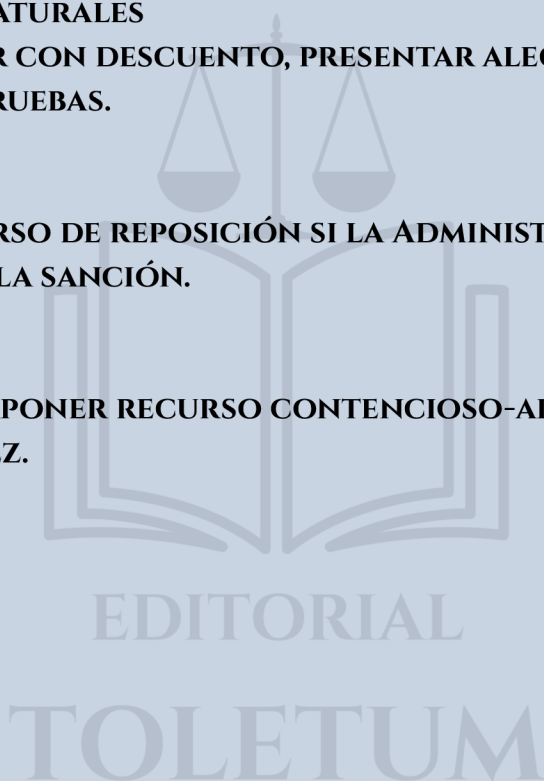 ATURALES
R CON DESCUENTO, PRESENTAR ALE
RUEBAS.
RSO DE REPOSICIÓN SI LA ADMINIST
LA SANCIÓN.
PONER RECURSO CONTENCIOSO-A
EZ.
EDITORIAL
TOLETUM